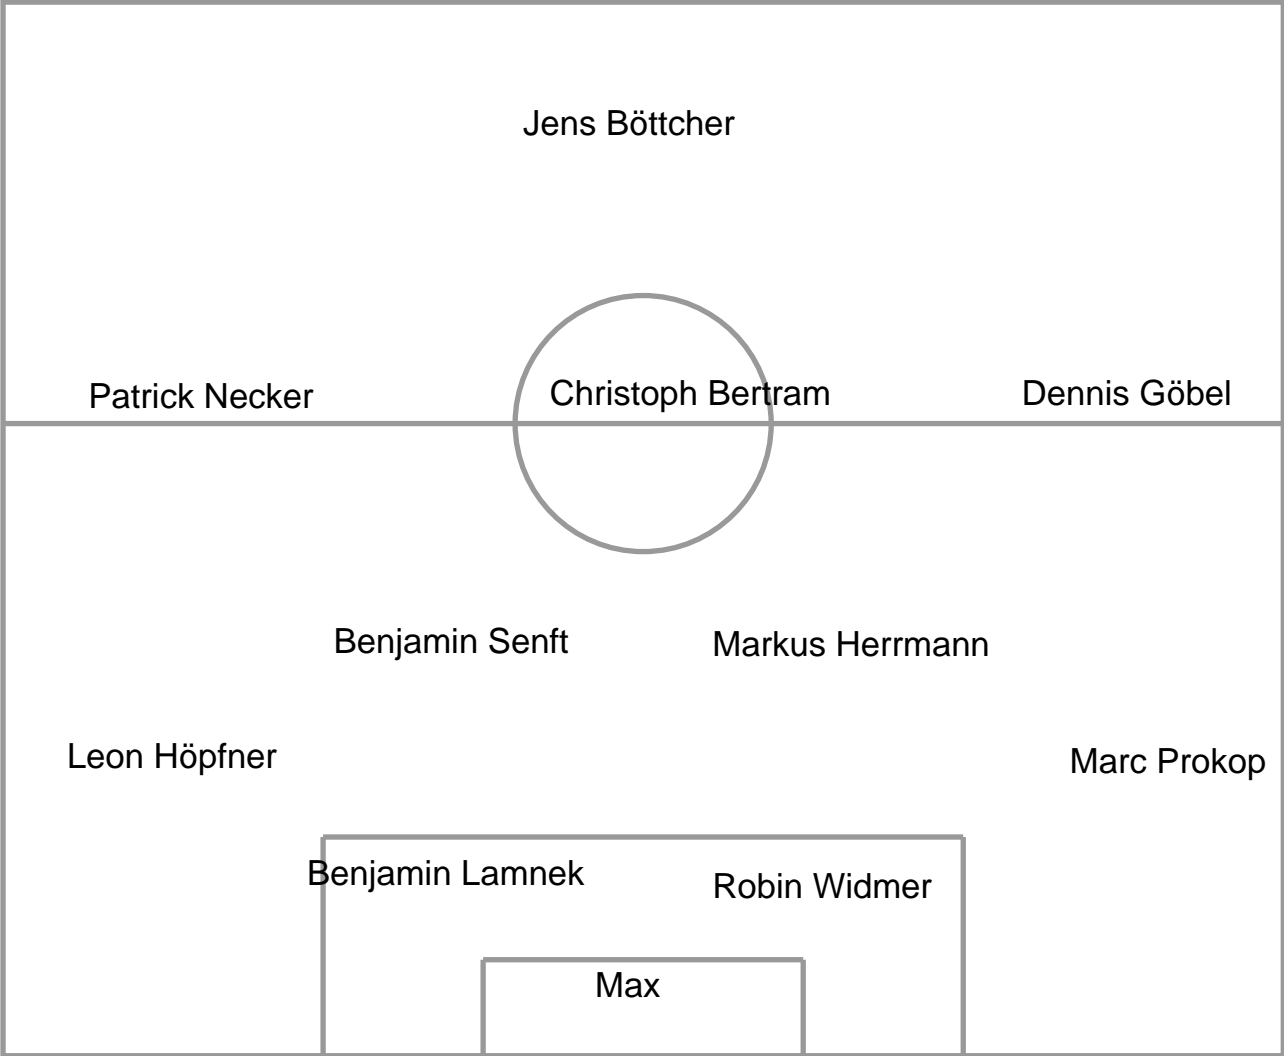 Jens Böttcher
Patrick Necker
Christoph Bertram
Dennis Göbel
Benjamin Senft
Markus Herrmann
Leon Höpfner
Marc Prokop
Benjamin Lamnek
Robin Widmer
Max